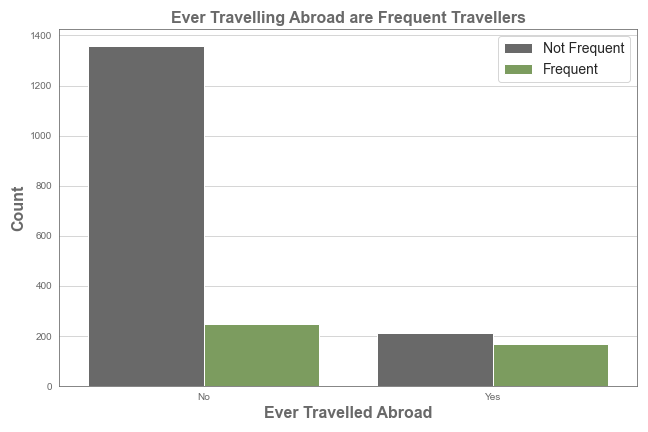 Ever Travelling Abroad are Frequent Travellers
Not Frequent
Frequent
1400
1200
1000
800
600
400
200
0
Count
No
Yes
Ever Travelled Abroad